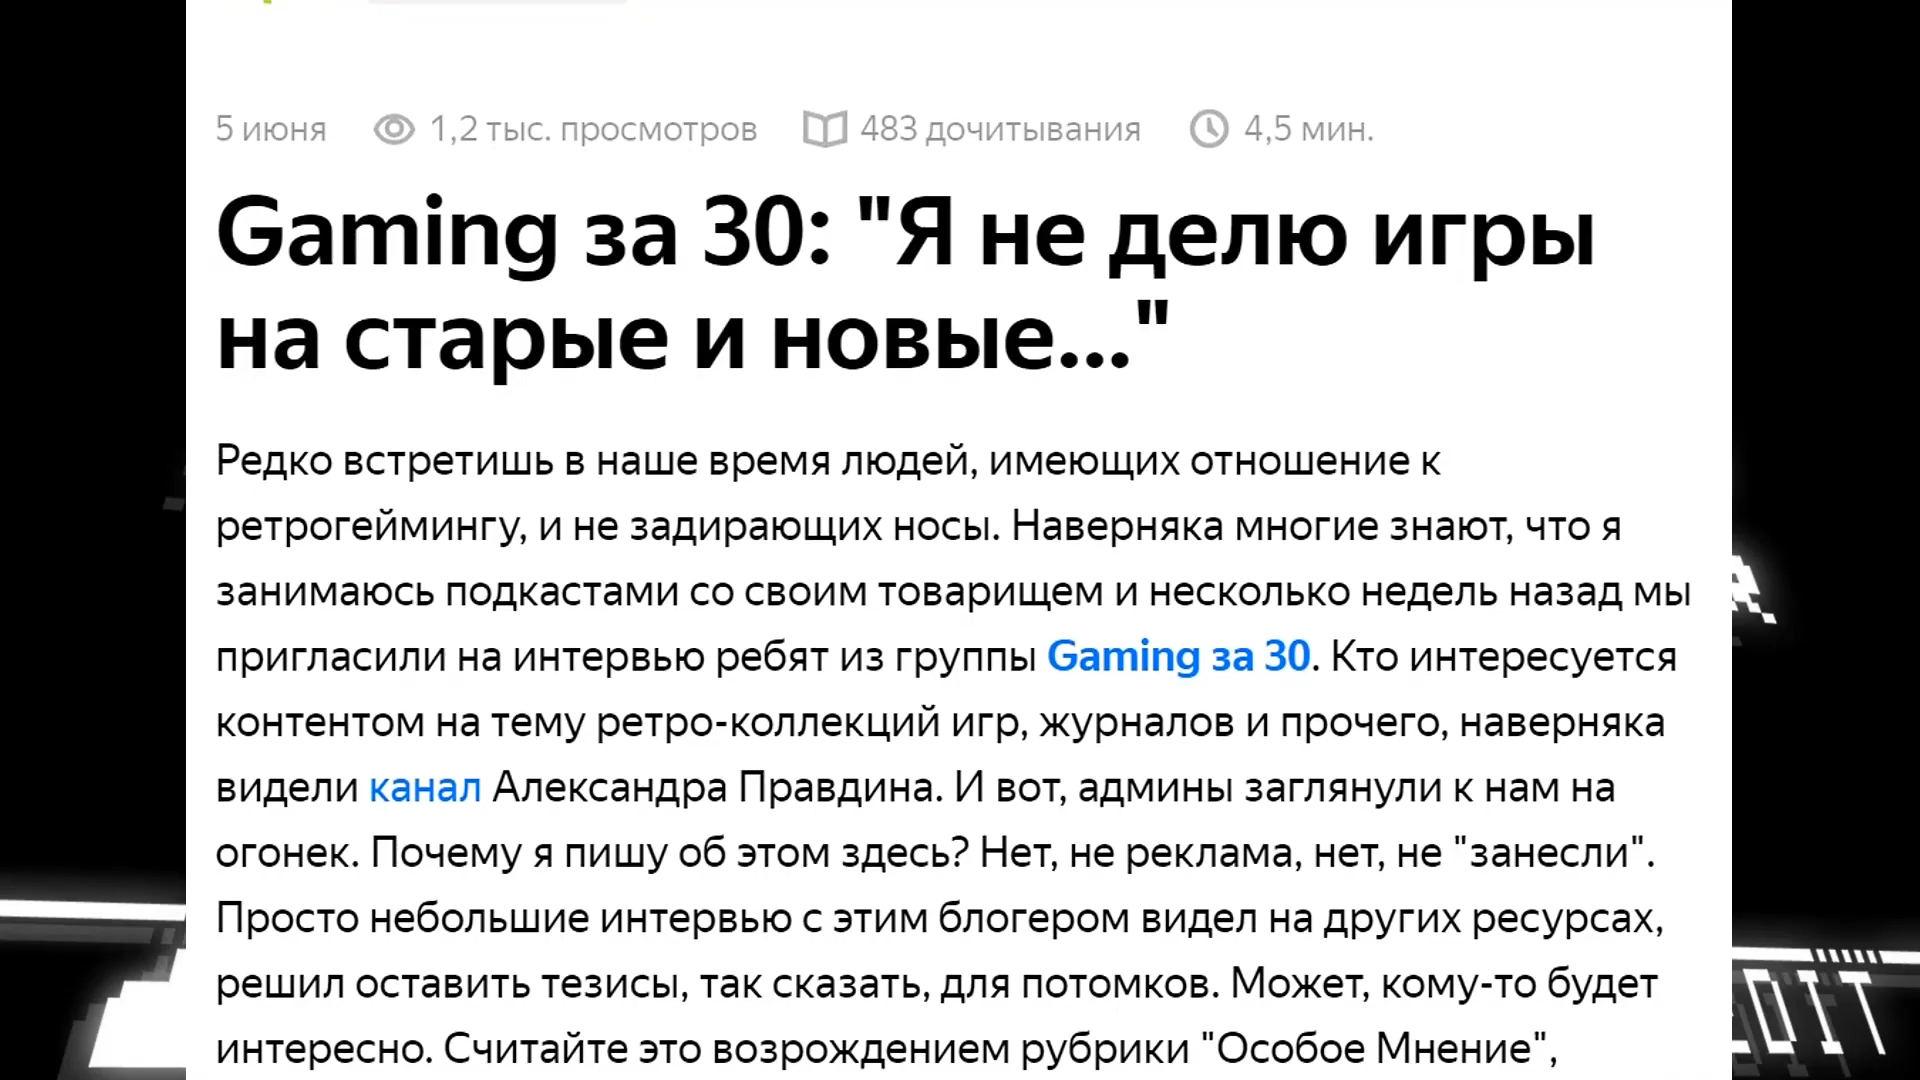 5 июня 1,2 тыс. просмотров 483 дочитывания 4,5 мин.
Gaming за 30: "Я не делю игры
на старые и новые..."
Редко встретишь в наше время людей, имеющих отношение к
ретрогеймингу, и не задирающих носы. Наверняка многие знают, что я
занимаюсь подкастами со своим товарищем и несколько недель назад мы
пригласили на интервью ребят из группы Gaming за 30. Кто интересуется
контентом на тему ретро-коллекций игр, журналов и прочего, наверняка
видели канал Александра Правдина. И вот, админы заглянули к нам на
огонек. Почему я пишу об этом здесь? Нет, не реклама, нет, не "занесли".
Просто небольшие интервью с этим блогером видел на других ресурсах,
решил оставить тезисы, так сказать, для потомков. Может, кому-то будет
интересно. Считайте это возрождением рубрики "Особое Мнение",